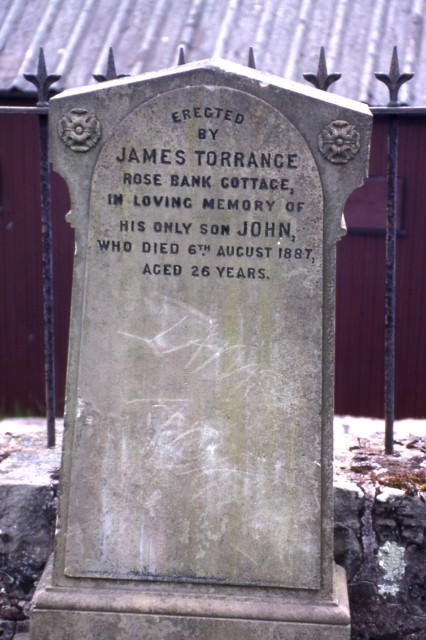 ERECTED
BY
JAMES TORRANCE
ROSE BANK COTTAGE,
IN LOVING MEMORY OF
HIS ONLY SON JOHN,
WHO DIED 6TH AUGUST 1887,
AGED 26 YEARS.